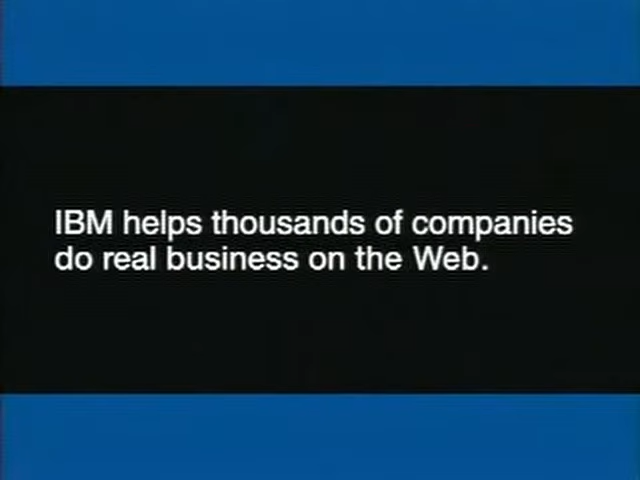 IBM helps thousands of companies
do real business on the Web.